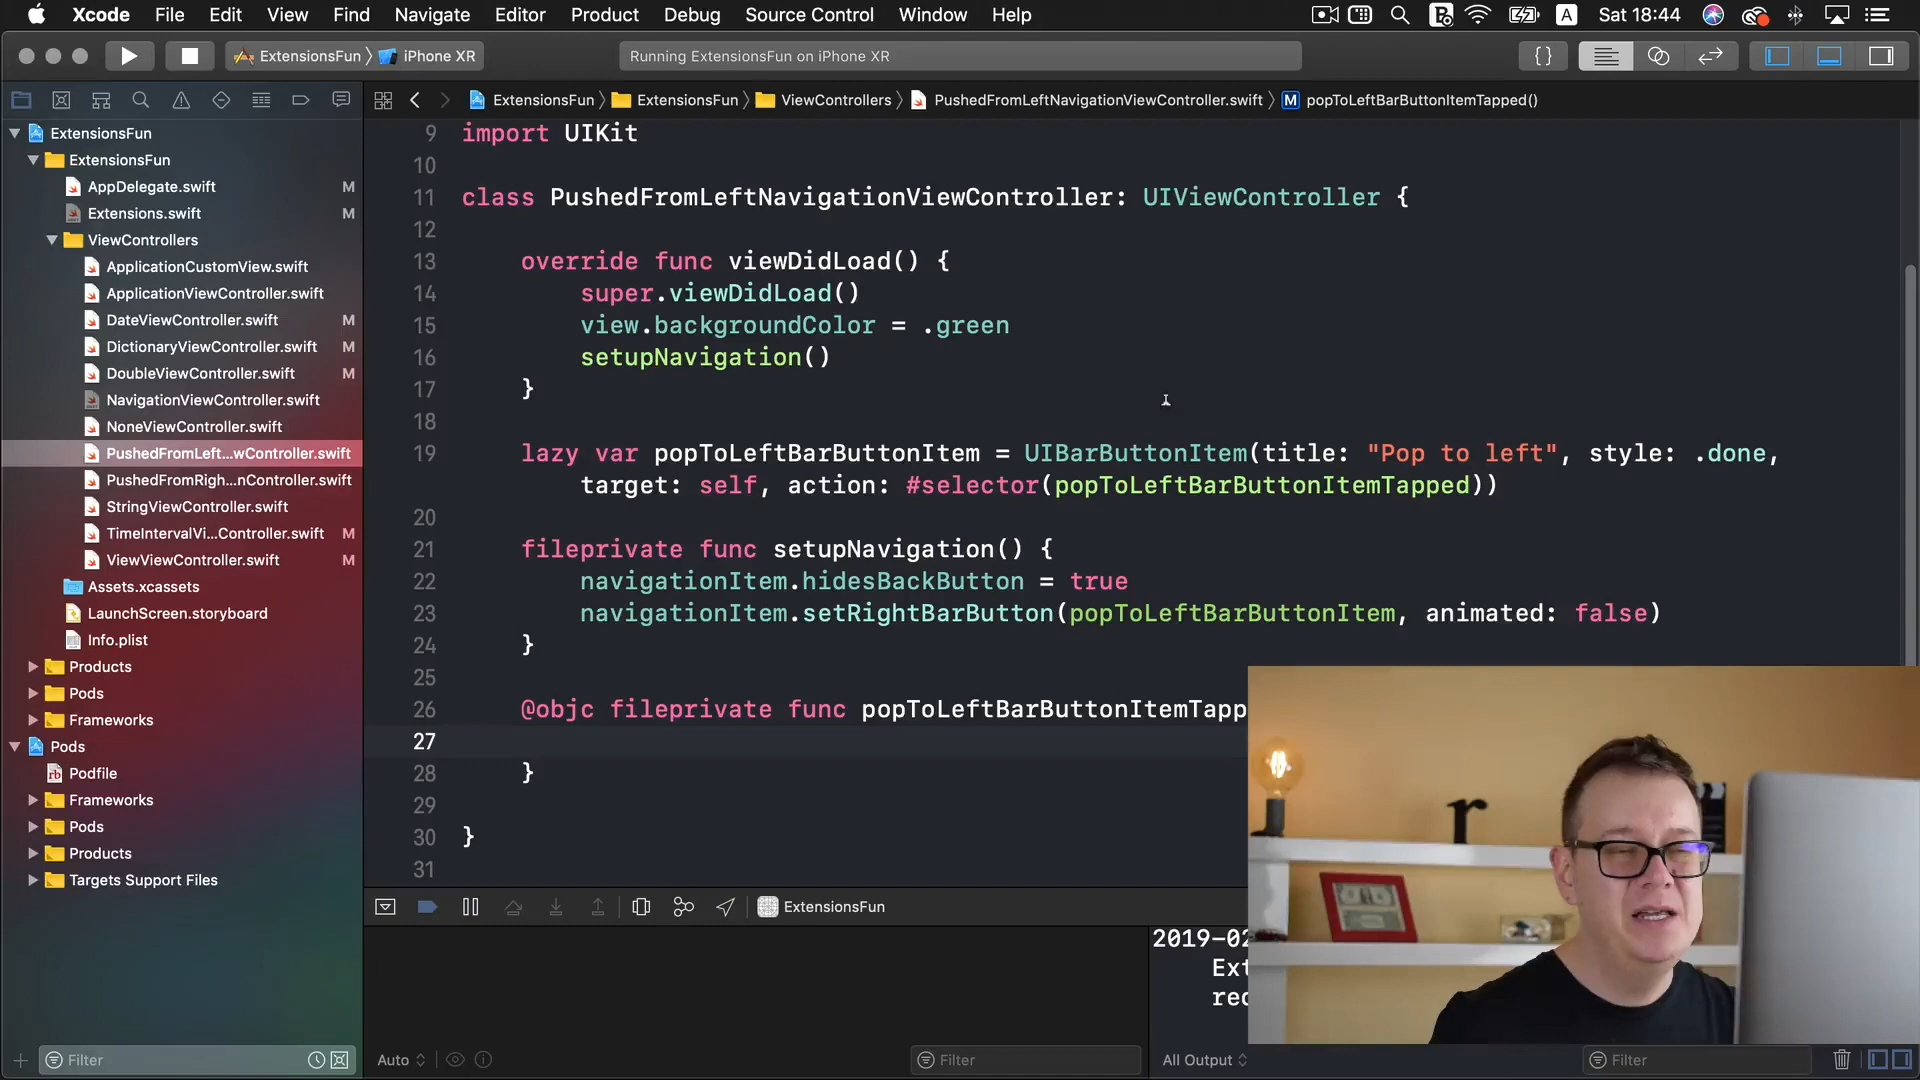 Xcode File Edit View Find Navigate Editor Product Debug Source Control Window Help A Sat 18:44
ExtensionsFun iPhone XR Running ExtensionsFun on iPhone XR {}
ExtensionsFun ExtensionsFun ViewControllers PushedFromLeftNavigationViewController.swift M popToLeftBarButtonItemTapped()
ExtensionsFun
ExtensionsFun
AppDelegate.swift M
Extensions.swift M
ViewControllers
ApplicationCustomView.swift
ApplicationViewController.swift
DateViewController.swift M
DictionaryViewController.swift M
DoubleViewController.swift M
NavigationViewController.swift
NoneViewController.swift
PushedFromLeft...wController.swift
PushedFromRigh...nController.swift
StringViewController.swift
TimeIntervalVi...Controller.swift M
ViewViewController.swift M
Assets.xcassets
LaunchScreen.storyboard
Info.plist
Products
Pods
Frameworks
Pods
rb Podfile
Frameworks
Pods
Products
Targets Support Files
Filter
9 import UIKit
10
11 class PushedFromLeftNavigationViewController: UIViewController {
12
13 override func viewDidLoad() {
14 super.viewDidLoad()
15 view.backgroundColor = .green
16 setupNavigation()
17 }
18
19 lazy var popToLeftBarButtonItem = UIBarButtonItem(title: "Pop to left", style: .done,
target: self, action: #selector(popToLeftBarButtonItemTapped))
20
21 fileprivate func setupNavigation() {
22 navigationItem.hidesBackButton = true
23 navigationItem.setRightBarButton(popToLeftBarButtonItem, animated: false)
24 }
25
26 @objc fileprivate func popToLeftBarButtonItemTapp
27
28 }
29
30 }
31
ExtensionsFun
2019-02
Ext
rec
Auto Filter All Output Filter
r